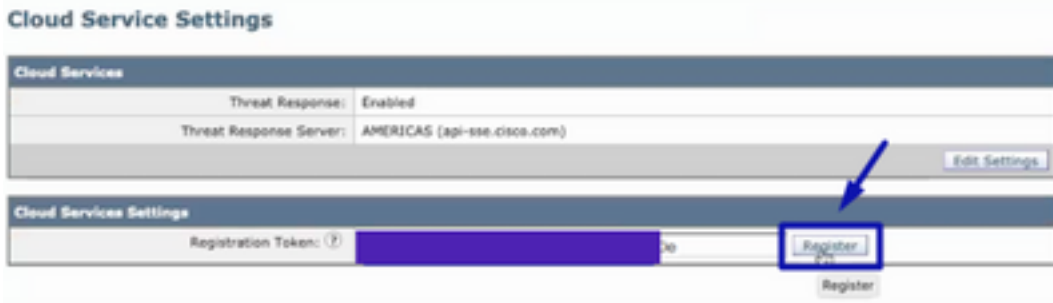 Cloud Service Settings
Cloud Services
Threat Response: Enabled
Threat Response Server: AMERICAS (api-sse.cisco.com)
Edit Settings
Cloud Services Settings
Registration Token: (?) Register
Register